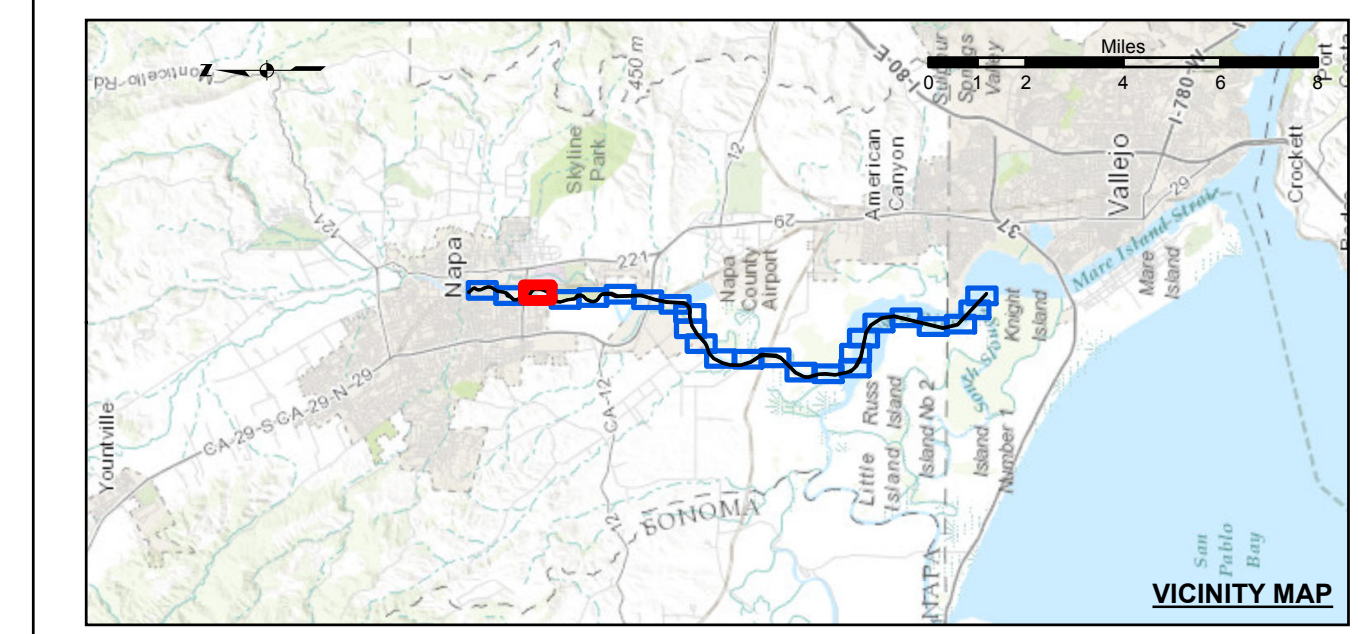 Monticello Rd
N
450 m
I-80-E
Sulphur
Springs
Valley
Miles
0 1 2 4 6 8
I-780-W
I
Port
Costa
Skyline
Park
12
American
Canyon
Vallejo
29
Crockett
121
Napa
221
29
37
Mare Island Strait
Mare
Island
Napa
County
Airport
Knight
Island
South Slough
Yountville
CA-29-S CA-29-N-29
CA-12
12
Little
Island
Russ
Island
Island No 2
Island
Number 1
SONOMA
NAPA
San
Pablo
Bay
VICINITY MAP